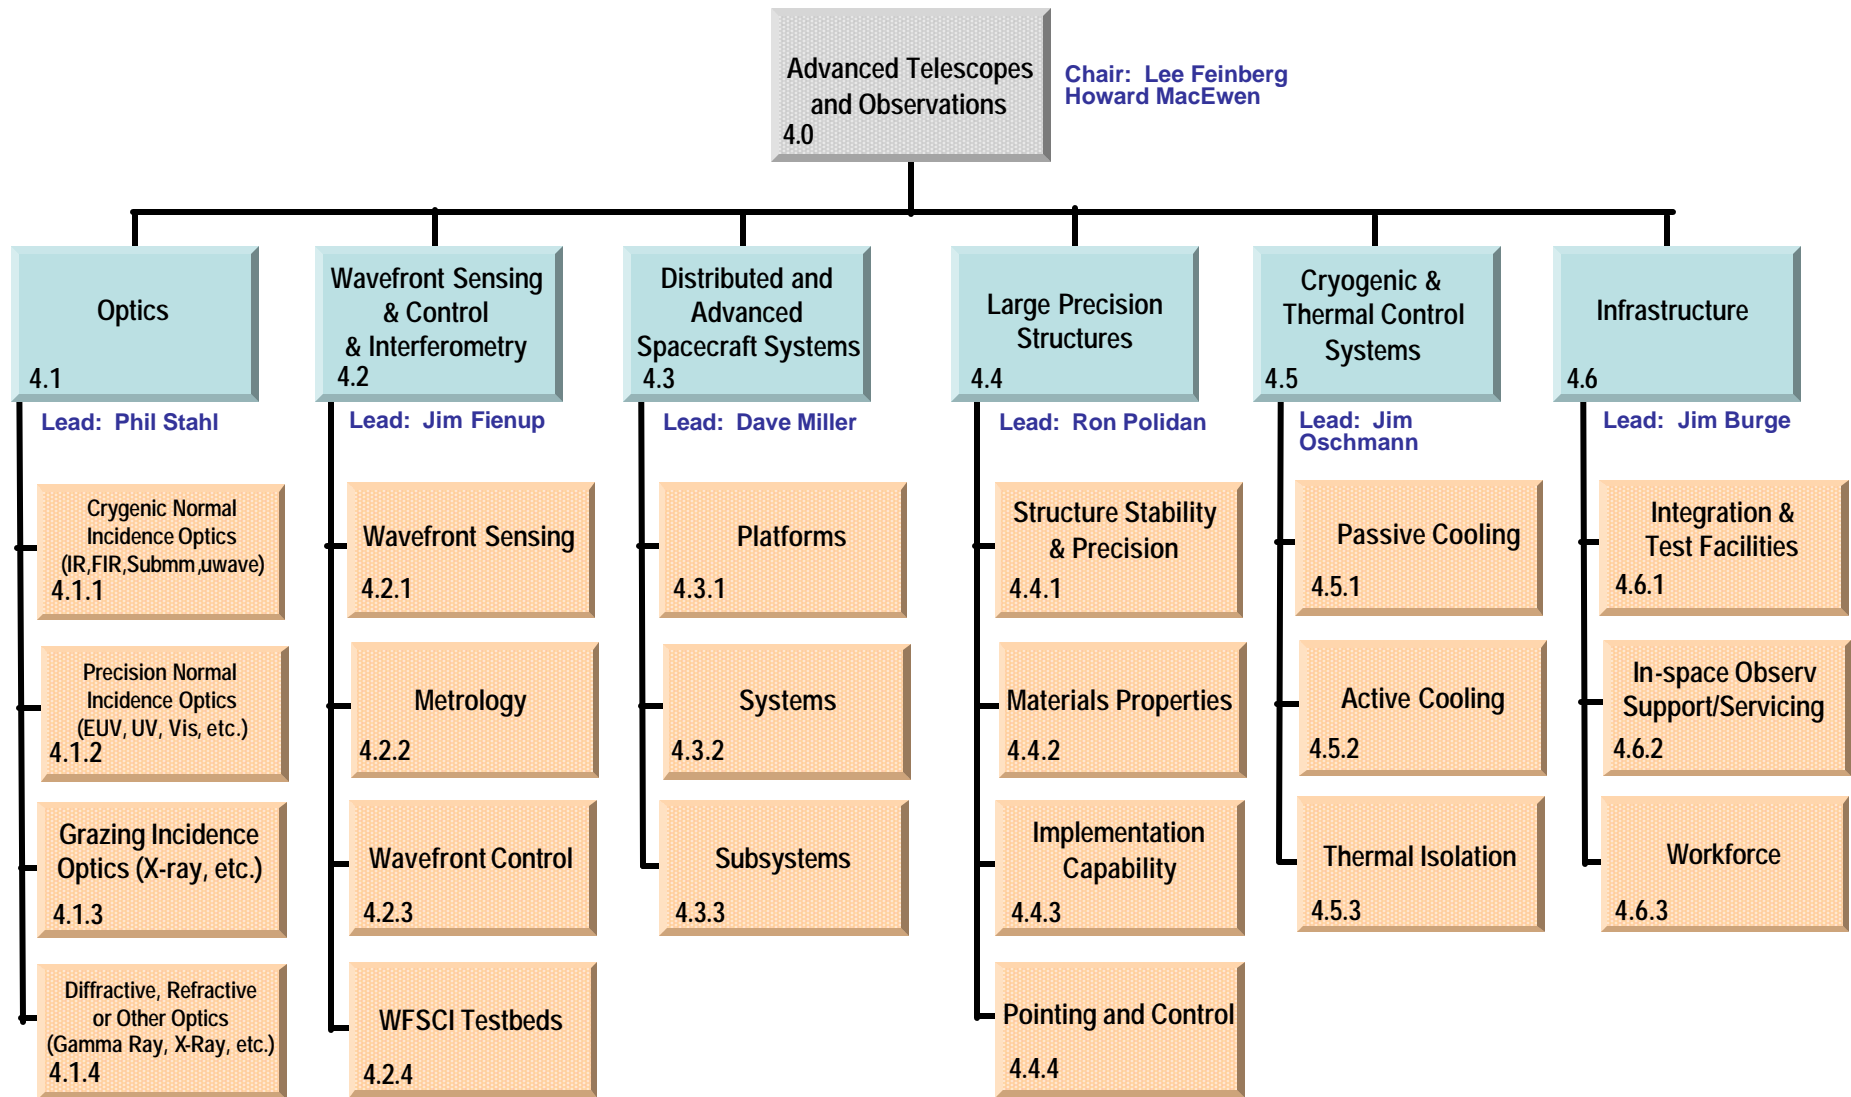 Advanced Telescopes
and Observations
4.0
Chair: Lee Feinberg
Howard MacEwen
Optics
4.1
Lead: Phil Stahl
Crygenic Normal
Incidence Optics
(IR,FIR,Submm,uwave)
4.1.1
Precision Normal
Incidence Optics
(EUV, UV, Vis, etc.)
4.1.2
Grazing Incidence
Optics (X-ray, etc.)
4.1.3
Diffractive, Refractive
or Other Optics
(Gamma Ray, X-Ray, etc.)
4.1.4
Wavefront Sensing
& Control
& Interferometry
4.2
Lead: Jim Fienup
Wavefront Sensing
4.2.1
Metrology
4.2.2
Wavefront Control
4.2.3
WFSCI Testbeds
4.2.4
Distributed and
Advanced
Spacecraft Systems
4.3
Lead: Dave Miller
Platforms
4.3.1
Systems
4.3.2
Subsystems
4.3.3
Large Precision
Structures
4.4
Lead: Ron Polidan
Structure Stability
& Precision
4.4.1
Materials Properties
4.4.2
Implementation
Capability
4.4.3
Pointing and Control
4.4.4
Cryogenic &
Thermal Control
Systems
4.5
Lead: Jim
Oschmann
Passive Cooling
4.5.1
Active Cooling
4.5.2
Thermal Isolation
4.5.3
Infrastructure
4.6
Lead: Jim Burge
Integration &
Test Facilities
4.6.1
In-space Observ
Support/Servicing
4.6.2
Workforce
4.6.3